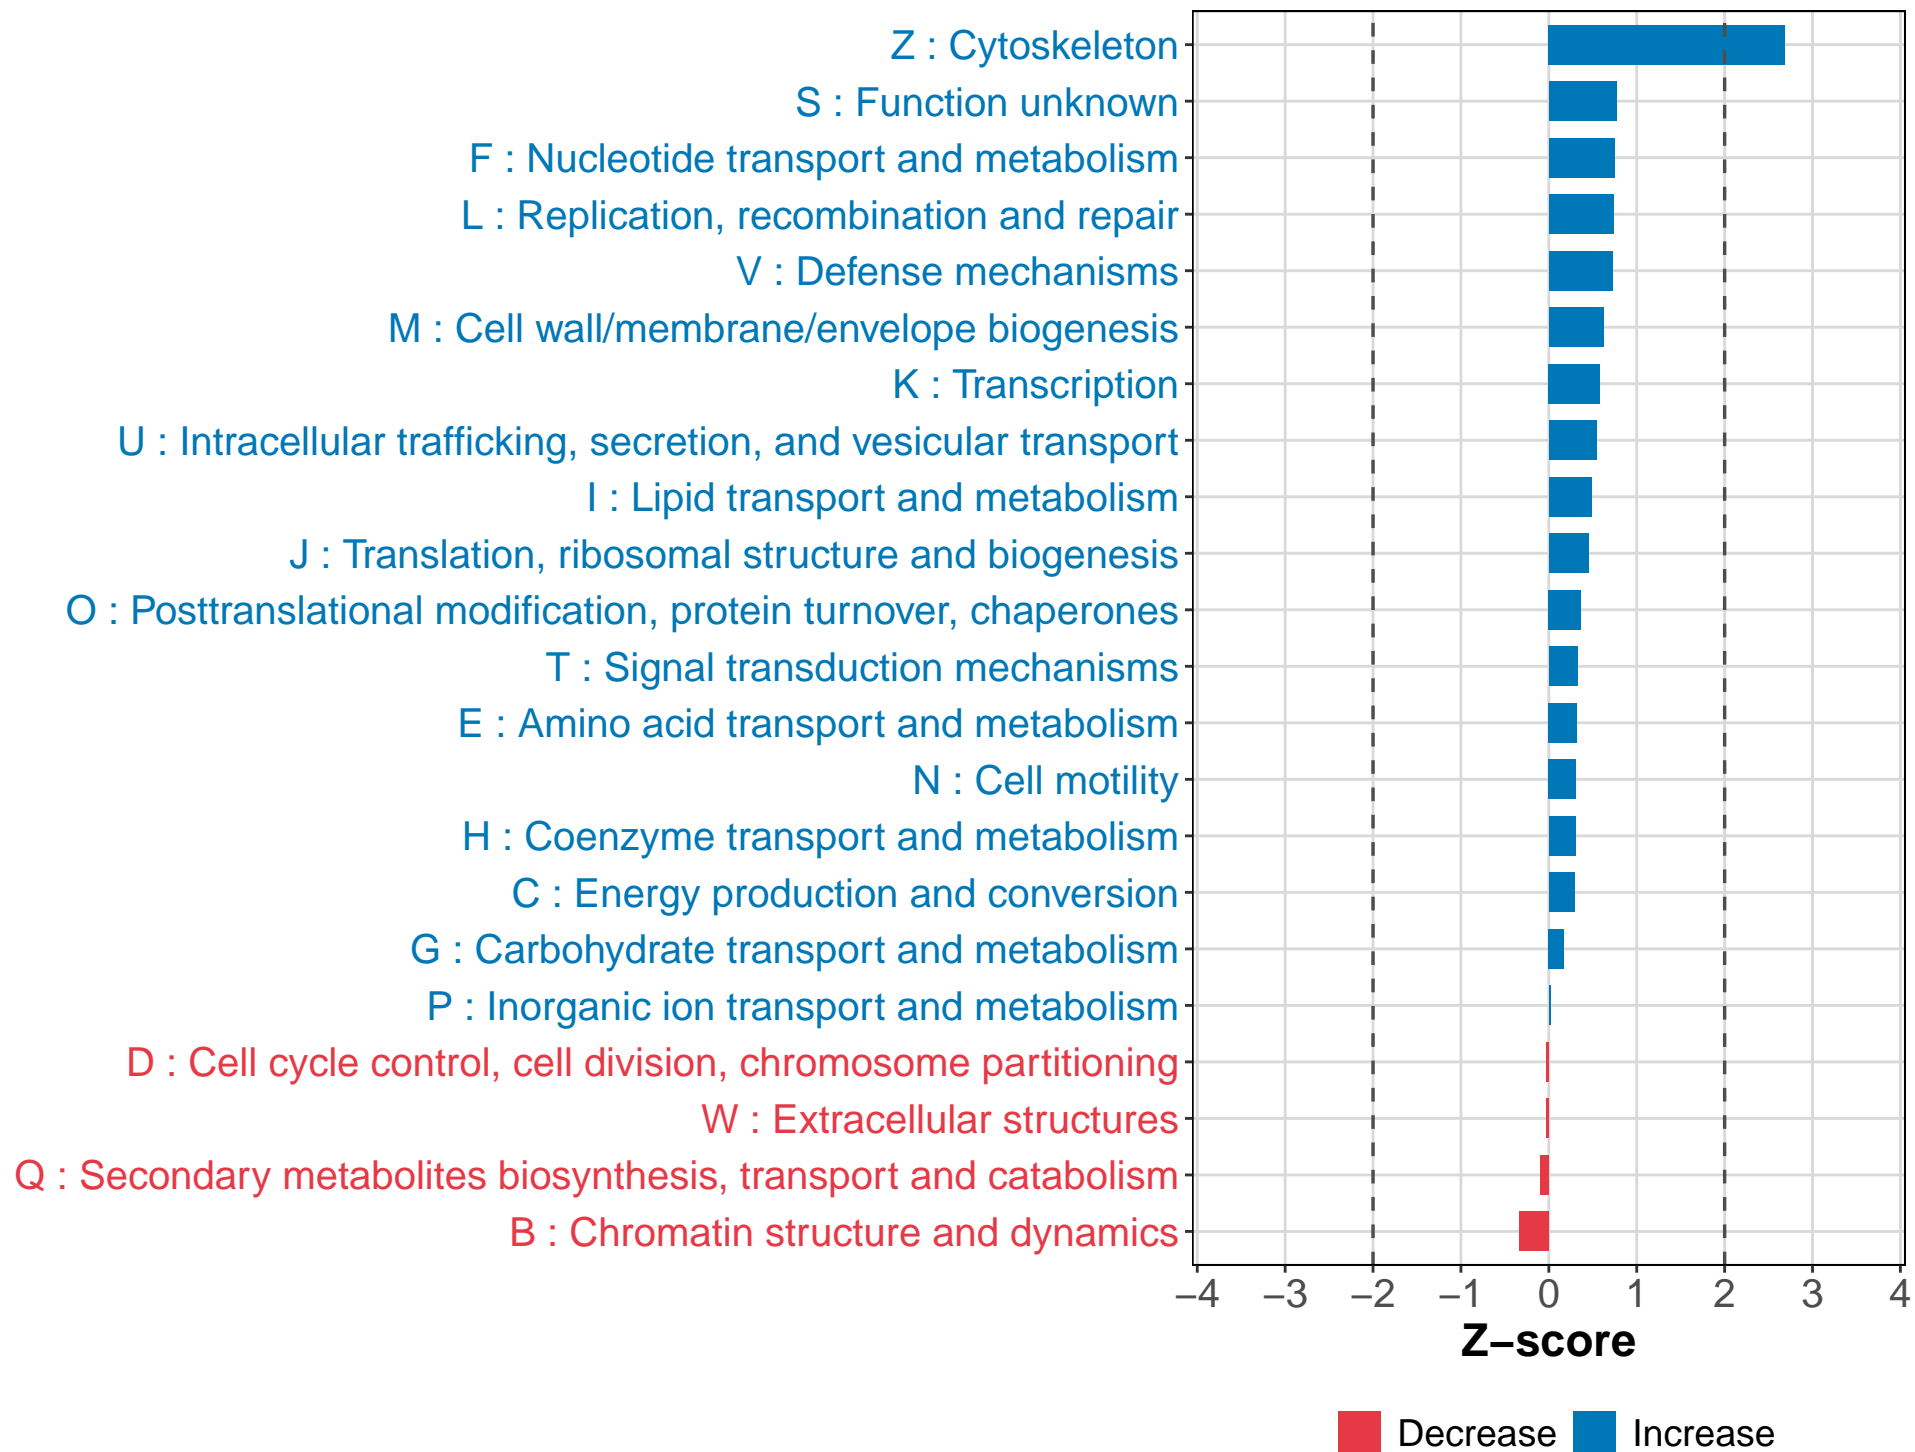 Z : Cytoskeleton
S : Function unknown
F : Nucleotide transport and metabolism
L : Replication, recombination and repair
V : Defense mechanisms
M : Cell wall/membrane/envelope biogenesis
K : Transcription
U : Intracellular trafficking, secretion, and vesicular transport
I : Lipid transport and metabolism
J : Translation, ribosomal structure and biogenesis
O : Posttranslational modification, protein turnover, chaperones
T : Signal transduction mechanisms
E : Amino acid transport and metabolism
N : Cell motility
H : Coenzyme transport and metabolism
C : Energy production and conversion
G : Carbohydrate transport and metabolism
P : Inorganic ion transport and metabolism
D : Cell cycle control, cell division, chromosome partitioning
W : Extracellular structures
Q : Secondary metabolites biosynthesis, transport and catabolism
B : Chromatin structure and dynamics
−4 −3 −2 −1 0 1 2 3 4
Z−score
Decrease Increase